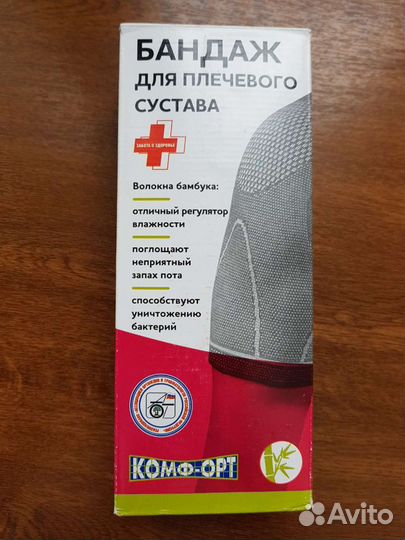 БАНДАЖ
ДЛЯ ПЛЕЧЕВОГО
СУСТАВА
ЗАБОТА О ЗДОРОВЬЕ
Волокна бамбука:
отличный регулятор
влажности
поглощают
неприятный
запах пота
способствуют
уничтожению
бактерий
КОМФ-ОРТ
Avito